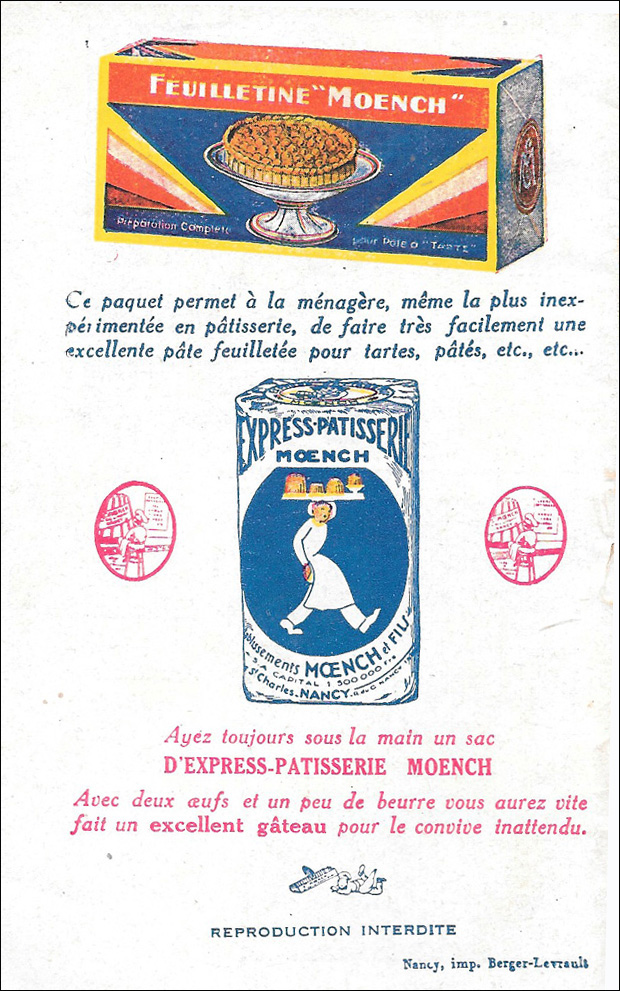 FEUILLETINE "MOENCH"
Préparation Complète pour Pâte à "TARTE"
Ce paquet permet à la ménagère, même la plus inex-
périmentée en pâtisserie, de faire très facilement une
excellente pâte feuilletée pour tartes, pâtés, etc., etc...
EXPRESS-PATISSERIE
MŒNCH
Etablissements MŒNCH et FILS
S.A. CAPITAL 1 500 000 Frs
St Charles. NANCY.
Ayez toujours sous la main un sac
D'EXPRESS-PATISSERIE MOENCH
Avec deux œufs et un peu de beurre vous aurez vite
fait un excellent gâteau pour le convive inattendu.
REPRODUCTION INTERDITE
Nancy, imp. Berger-Levrault